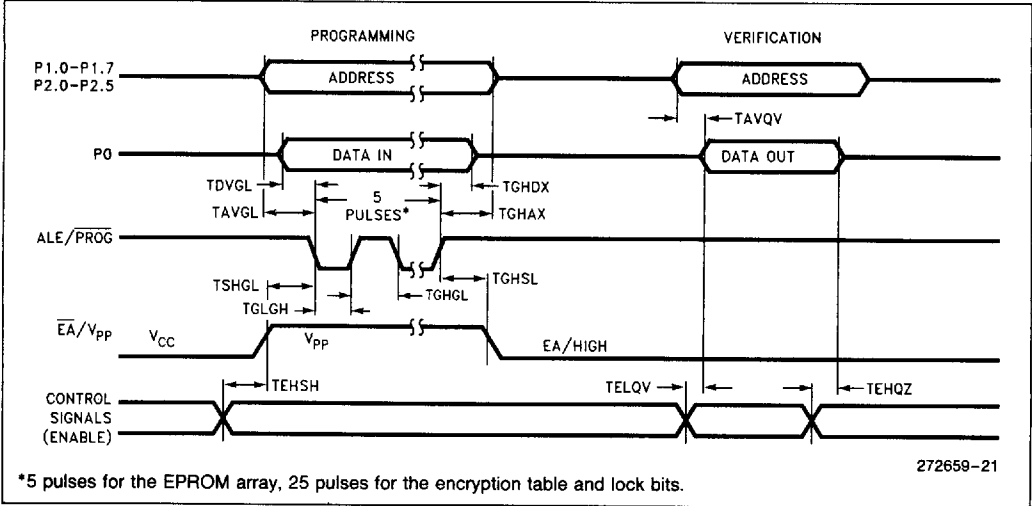 PROGRAMMING
VERIFICATION
P1.0–P1.7
P2.0–P2.5
ADDRESS
ADDRESS
TAVQV
P0
DATA IN
DATA OUT
TDVGL
5
PULSES*
TGHDX
TAVGL
TGHAX
ALE/PROG
TSHGL
TGHSL
TGLGH
TGHGL
EA/VPP
VCC
VPP
EA/HIGH
TEHSH
TELQV
TEHQZ
CONTROL
SIGNALS
(ENABLE)
272659–21
*5 pulses for the EPROM array, 25 pulses for the encryption table and lock bits.